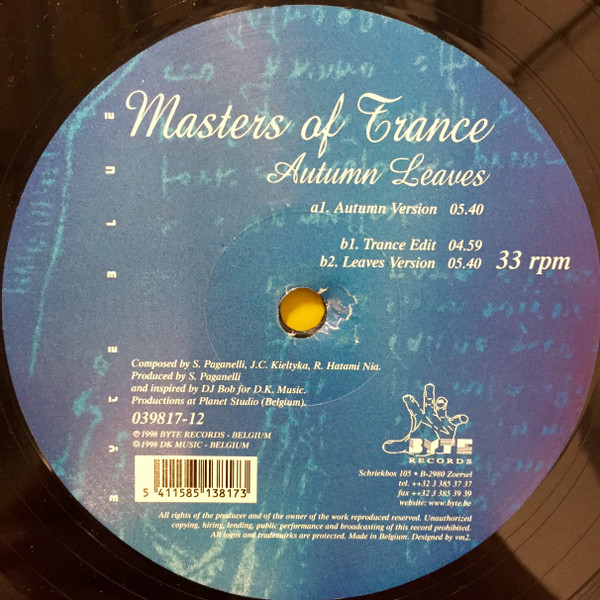 Masters of Trance
Autumn Leaves
a1. Autumn Version 05.40
b1. Trance Edit 04.59
b2. Leaves Version 05.40
33 rpm
BYTE BLUE
Composed by S. Paganelli, J.C. Kieltyka, R. Hatami Nia.
Produced by S. Paganelli
and inspired by DJ Bob for D.K. Music.
Productions at Planet Studio (Belgium).
039817-12
℗ 1998 BYTE RECORDS - BELGIUM
© 1998 DK MUSIC - BELGIUM
5 411585 138173
BYTE
RECORDS
Schriekbos 105 • B-2980 Zoersel
tel. ++32 3 385 37 37
fax ++32 3 385 39 39
website: www.byte.be
All rights of the producer and of the owner of the work reproduced reserved. Unauthorized
copying, hiring, lending, public performance and broadcasting of this record prohibited.
All logos and trademarks are protected. Made in Belgium. Designed by vm2.